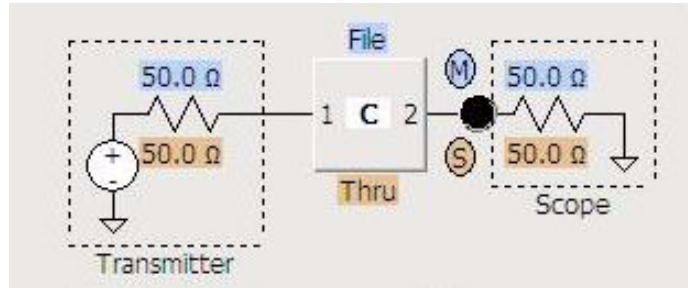 File
50.0 Ω
M
50.0 Ω
1 C 2
+
-
50.0 Ω
S
50.0 Ω
Thru
Scope
Transmitter